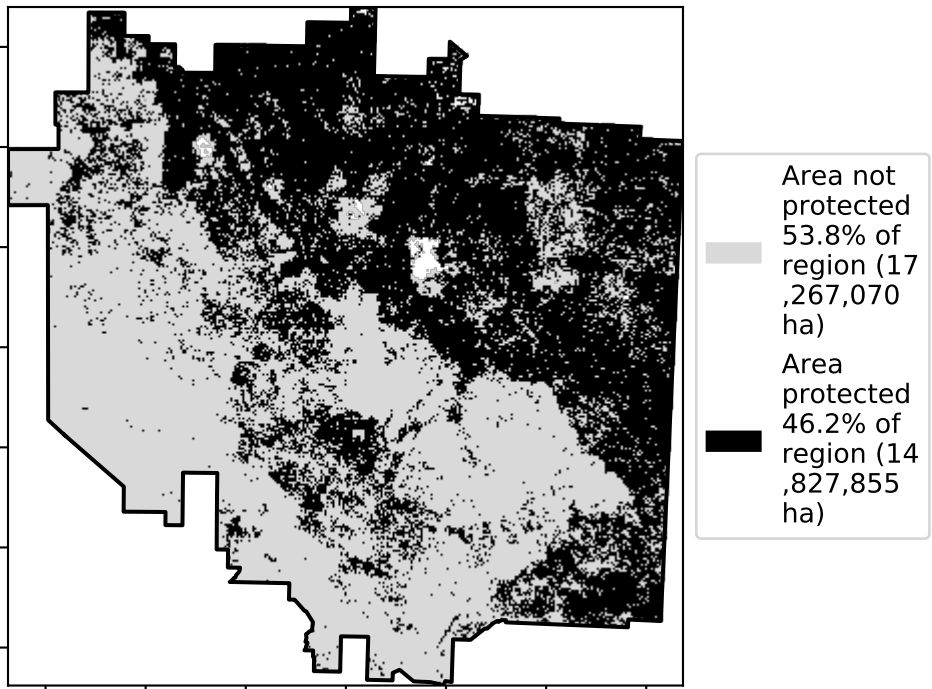 Area not
protected
53.8% of
region (17
,267,070
ha)
Area
protected
46.2% of
region (14
,827,855
ha)